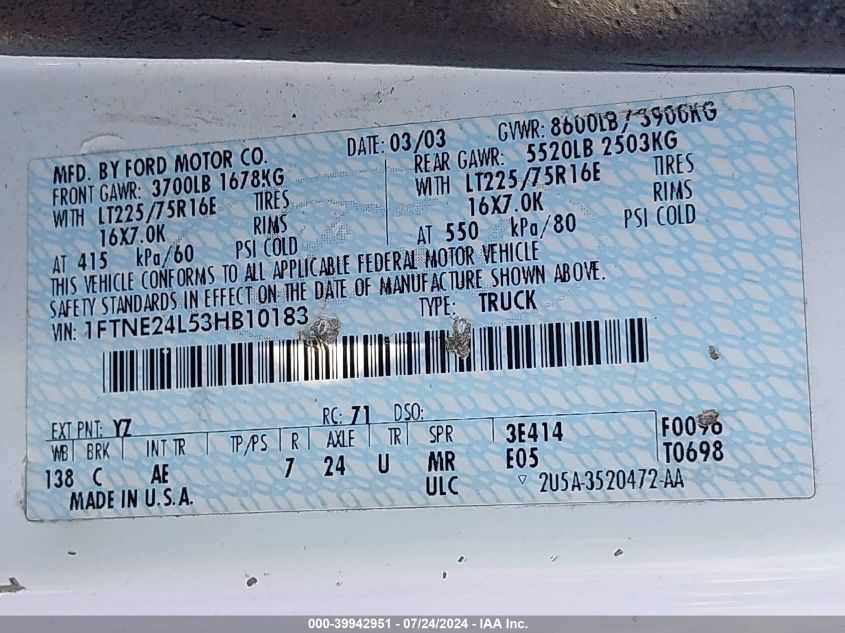 MFD. BY FORD MOTOR CO. DATE: 03/03 GVWR: 8600LB / 3900KG
FRONT GAWR: 3700LB 1678KG REAR GAWR: 5520LB 2503KG
WITH LT225/75R16E TIRES WITH LT225/75R16E TIRES
16X7.0K RIMS 16X7.0K RIMS
AT 415 kPa/60 PSI COLD AT 550 kPa/80 PSI COLD
THIS VEHICLE CONFORMS TO ALL APPLICABLE FEDERAL MOTOR VEHICLE
SAFETY STANDARDS IN EFFECT ON THE DATE OF MANUFACTURE SHOWN ABOVE.
VIN: 1FTNE24L53HB10183 TYPE: TRUCK
EXT PNT: YZ RC: 71 DSO:
WB BRK INT TR TP/PS R AXLE TR SPR 3E414 F0096
138 C AE 7 24 U MR E05 T0698
MADE IN U.S.A. ULC ▽ 2U5A-3520472-AA
000-39942951 - 07/24/2024 - IAA Inc.